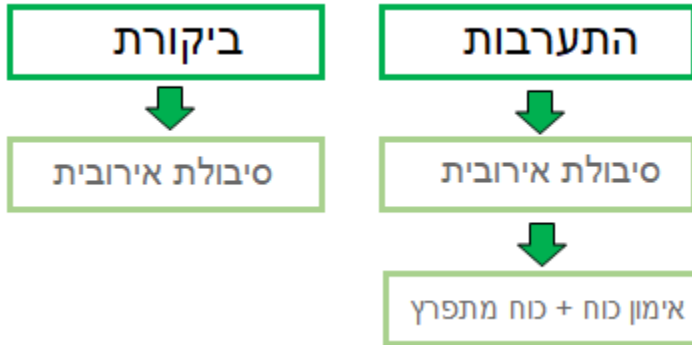 התערבות
ביקורת
סיבולת אירובית
סיבולת אירובית
אימון כוח + כוח מתפרץ